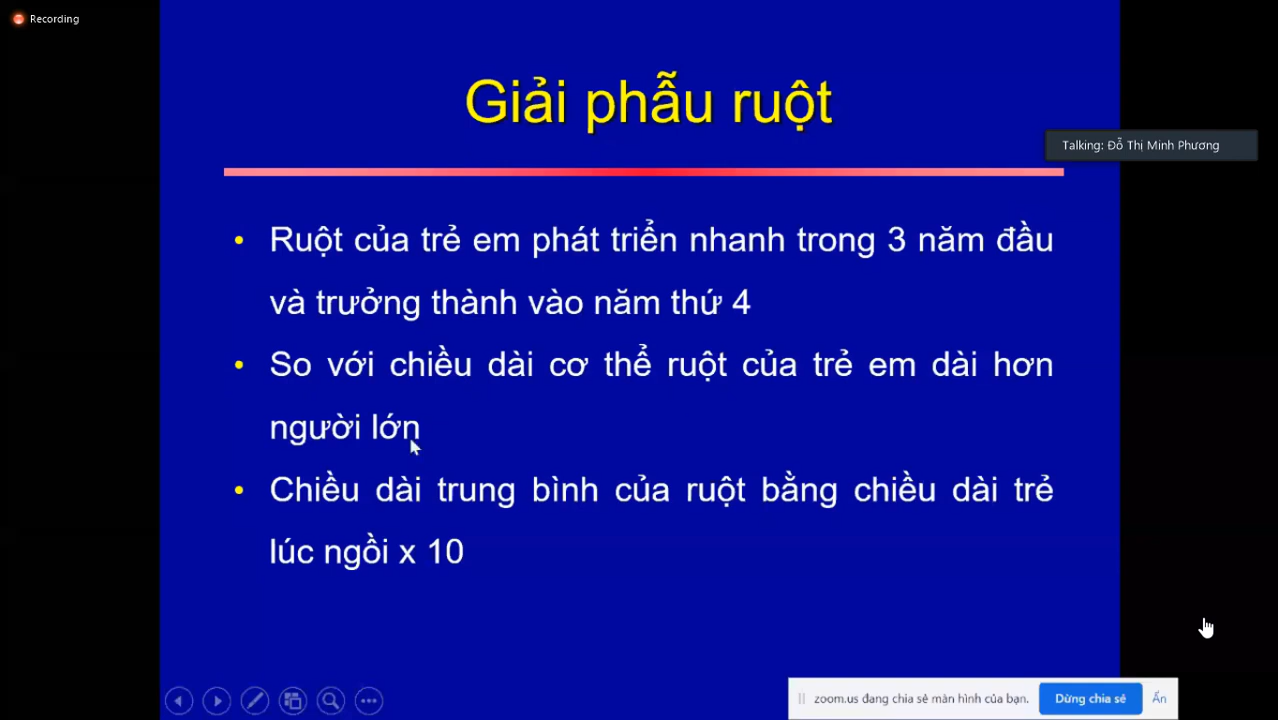 Recording
Giải phẫu ruột
Talking: Đỗ Thị Minh Phương
• Ruột của trẻ em phát triển nhanh trong 3 năm đầu
và trưởng thành vào năm thứ 4
• So với chiều dài cơ thể ruột của trẻ em dài hơn
người lớn
• Chiều dài trung bình của ruột bằng chiều dài trẻ
lúc ngồi x 10
zoom.us đang chia sẻ màn hình của bạn. Dừng chia sẻ Ẩn